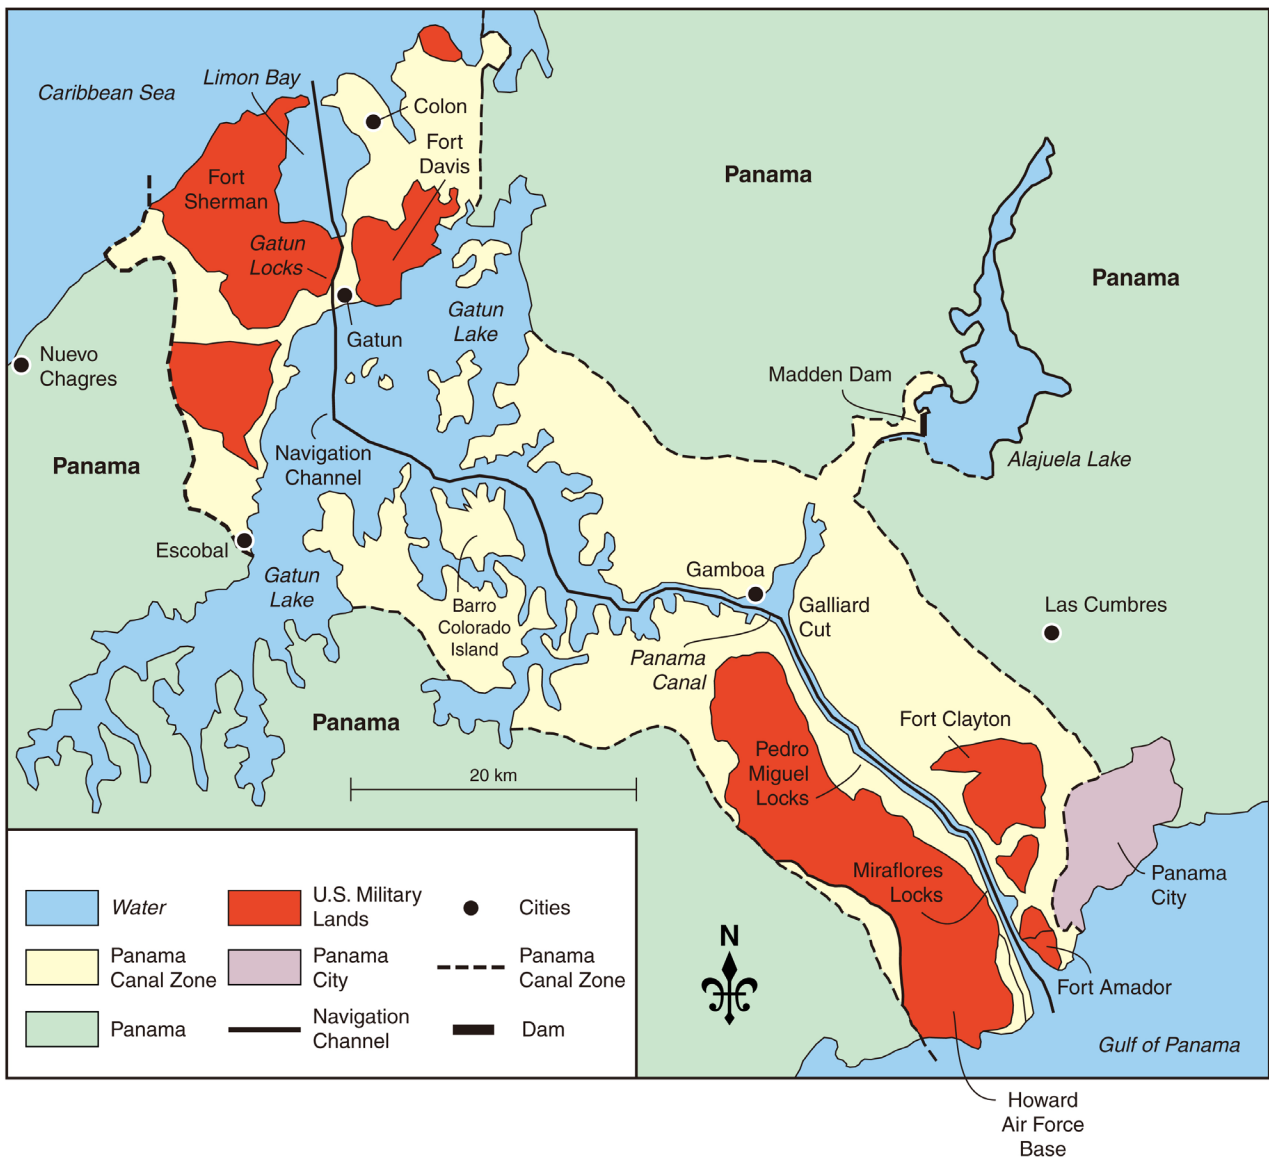 Limon Bay
Caribbean Sea
Colon
Fort
Davis
Fort
Sherman
Panama
Gatun
Locks
Panama
Gatun
Lake
Gatun
Nuevo
Chagres
Madden Dam
Panama
Navigation
Channel
Alajuela Lake
Escobal
Gatun
Lake
Gamboa
Barro
Colorado
Island
Galliard
Cut
Las Cumbres
Panama
Canal
Panama
Fort Clayton
Pedro
Miguel
Locks
20 km
Miraflores
Locks
Panama
City
Fort Amador
Gulf of Panama
Howard
Air Force
Base
N
Water
U.S. Military
Lands
Cities
Panama
Canal Zone
Panama
City
Panama
Canal Zone
Panama
Navigation
Channel
Dam